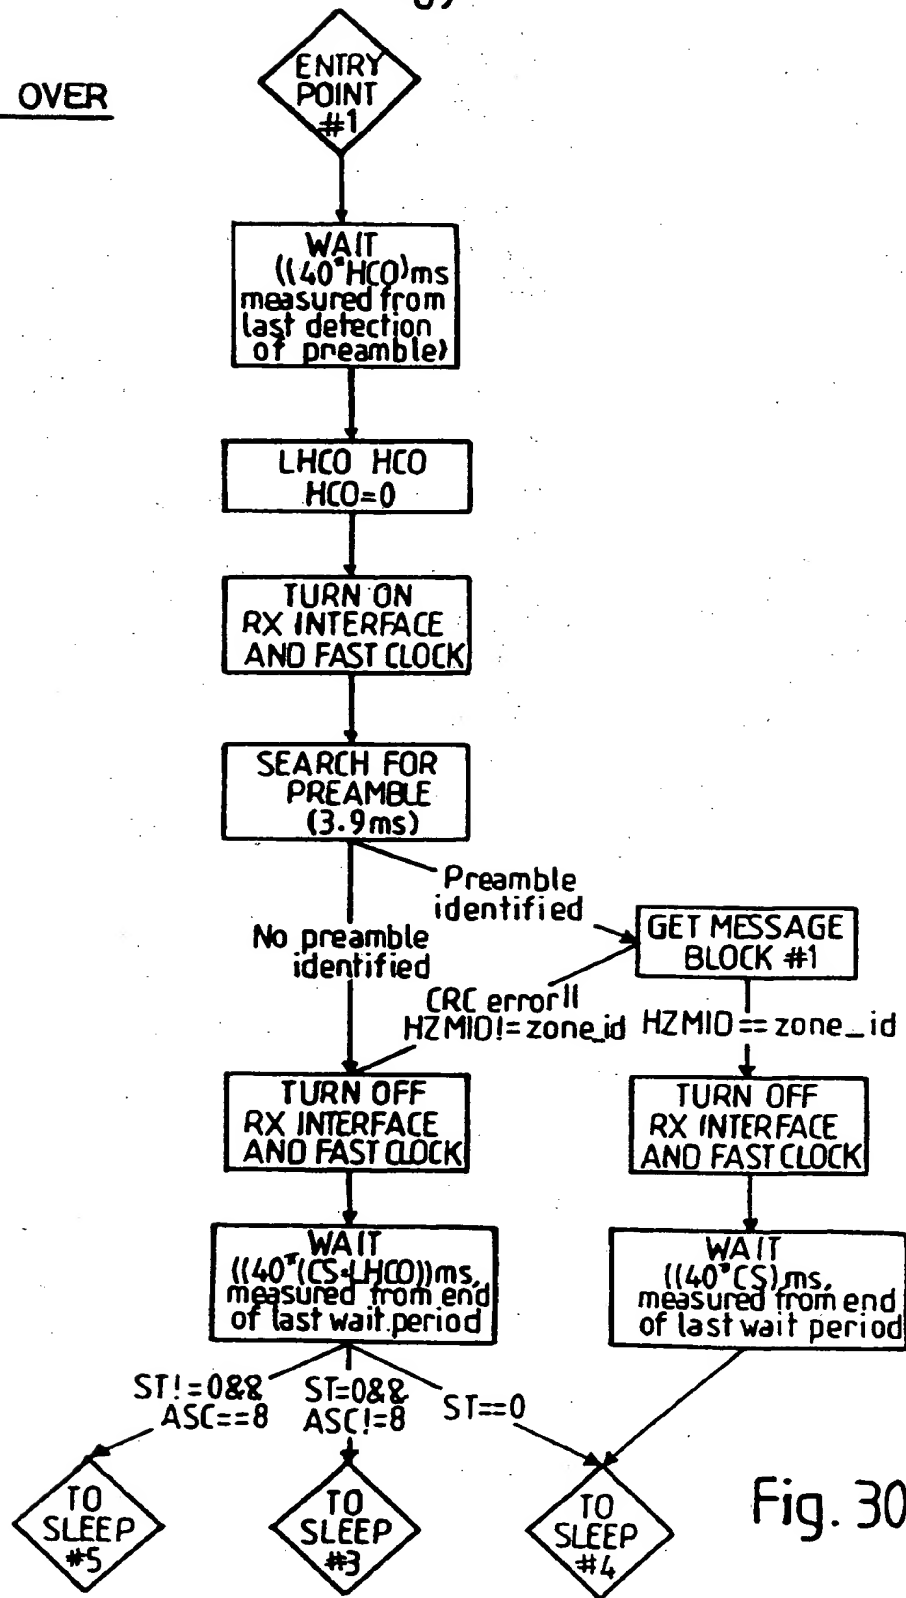 OVER
ENTRY
POINT
#1
WAIT
((40*HCO)ms
measured from
last detection
of preamble)
LHCO HCO
HCO=0
TURN ON
RX INTERFACE
AND FAST CLOCK
SEARCH FOR
PREAMBLE
(3.9ms)
Preamble
identified
No preamble
identified
GET MESSAGE
BLOCK #1
CRC error||
HZMID!=zone_id
HZMID==zone_id
TURN OFF
RX INTERFACE
AND FAST CLOCK
TURN OFF
RX INTERFACE
AND FAST CLOCK
WAIT
((40*(CS-LHCO))ms,
measured from end
of last wait period
WAIT
((40*CS)ms,
measured from end
of last wait period
ST!=0&&
ASC==8
ST=0&&
ASC!=8
ST==0
TO
SLEEP
#5
TO
SLEEP
#3
TO
SLEEP
#4
Fig. 30